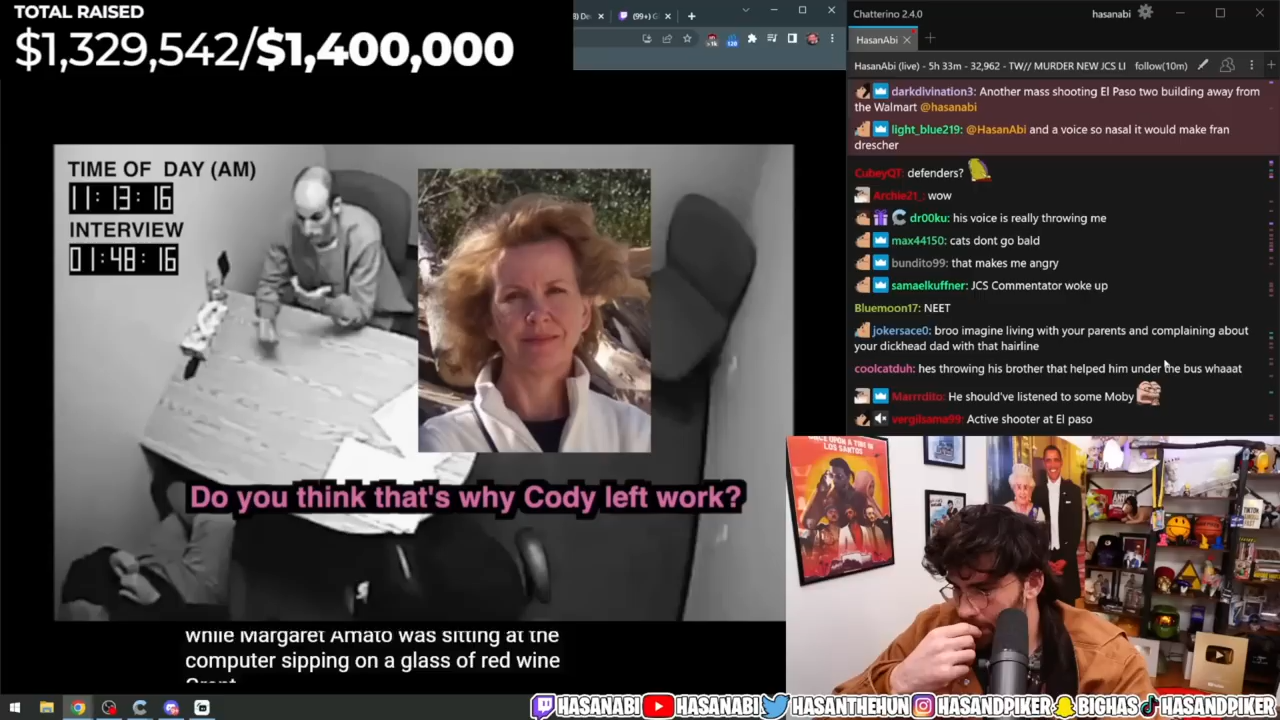 TOTAL RAISED
$1,329,542/$1,400,000
(99+) G
Chatterino 2.4.0
hasanabi
HasanAbi
HasanAbi (live) - 5h 33m - 32,962 - TW// MURDER NEW JCS LI
follow(10m)
darkdivination3: Another mass shooting El Paso two building away from
the Walmart @hasanabi
light_blue219: @HasanAbi and a voice so nasal it would make fran
drescher
CubeyQT: defenders?
Archie21_: wow
dr00ku: his voice is really throwing me
max44150: cats dont go bald
bundito99: that makes me angry
samaelkuffner: JCS Commentator woke up
Bluemoon17: NEET
jokersace0: broo imagine living with your parents and complaining about
your dickhead dad with that hairline
coolcatduh: hes throwing his brother that helped him under the bus whaaat
Marrrdito: He should've listened to some Moby
vergilsama99: Active shooter at El paso
TIME OF DAY (AM)
11:13:16
INTERVIEW
01:48:16
Do you think that's why Cody left work?
while Margaret Amato was sitting at the
computer sipping on a glass of red wine
ONCE UPON A TIME IN
LOS SANTOS
HASANABI
HASANABI
HASANTHEHUN
HASANDPIKER
BIGHAS
HASANDPIKER